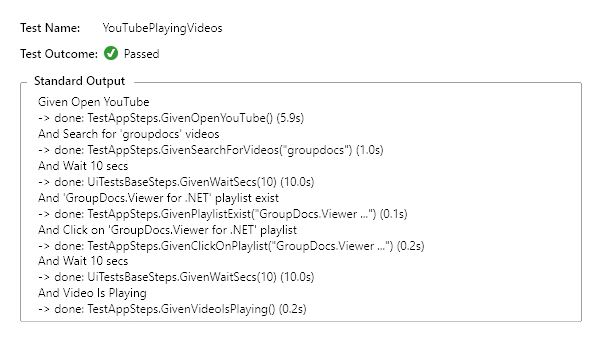 Test Name: YouTubePlayingVideos
Test Outcome: Passed
Standard Output
Given Open YouTube
-> done: TestAppSteps.GivenOpenYouTube() (5.9s)
And Search for 'groupdocs' videos
-> done: TestAppSteps.GivenSearchForVideos("groupdocs") (1.0s)
And Wait 10 secs
-> done: UiTestsBaseSteps.GivenWaitSecs(10) (10.0s)
And 'GroupDocs.Viewer for .NET' playlist exist
-> done: TestAppSteps.GivenPlaylistExist("GroupDocs.Viewer ...") (0.1s)
And Click on 'GroupDocs.Viewer for .NET' playlist
-> done: TestAppSteps.GivenClickOnPlaylist("GroupDocs.Viewer ...") (0.2s)
And Wait 10 secs
-> done: UiTestsBaseSteps.GivenWaitSecs(10) (10.0s)
And Video Is Playing
-> done: TestAppSteps.GivenVideoIsPlaying() (0.2s)